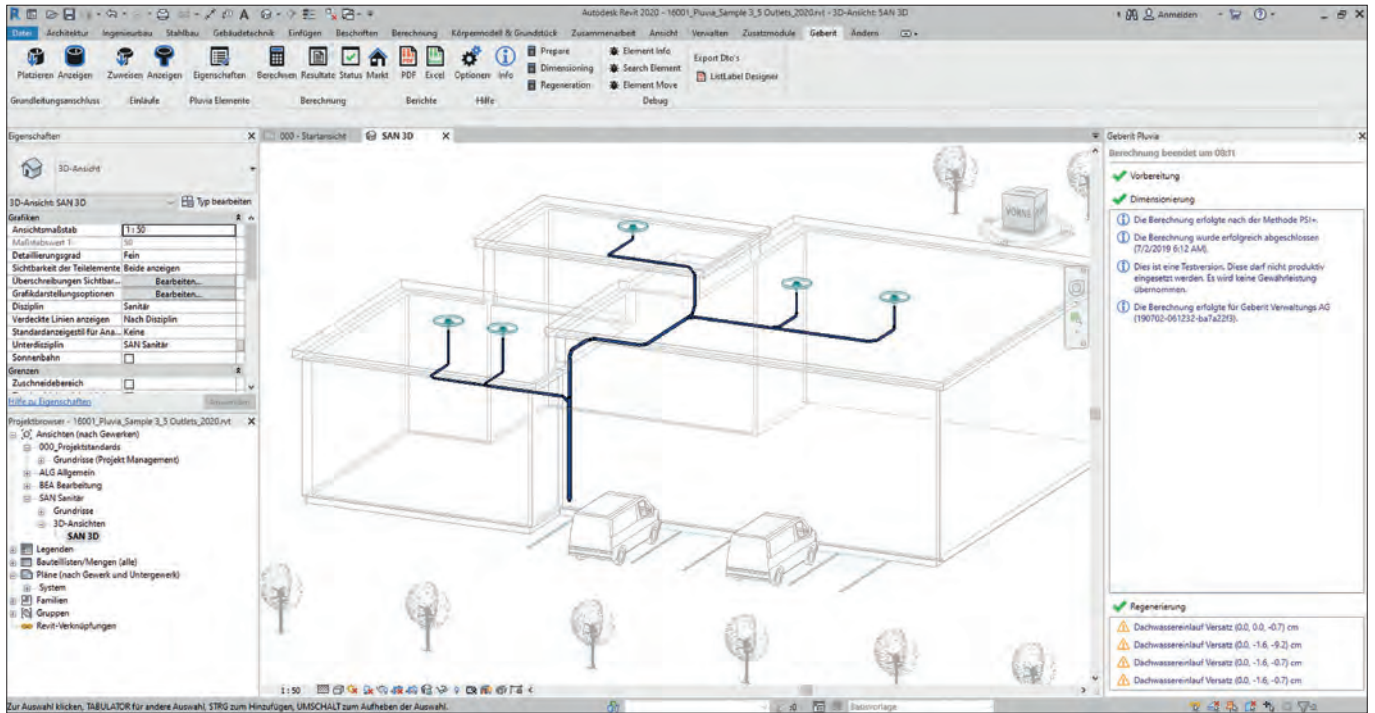 Autodesk Revit 2020 - 16001_Pluvia_Sample 3_5 Outlets_2020.rvt - 3D-Ansicht: SAN 3D
Anmelden
Datei Architektur Ingenieurbau Stahlbau Gebäudetechnik Einfügen Beschriften Berechnung Körpermodell & Grundstück Zusammenarbeit Ansicht Verwalten Zusatzmodule Geberit Ändern
Platzieren Anzeigen Zuweisen Anzeigen Eigenschaften Berechnen Resultate Status Markt PDF Excel Optionen Info
Prepare
Dimensioning
Regeneration
Element Info
Search Element
Element Move
Export Dto's
ListLabel Designer
Grundleitungsanschluss Einläufe Pluvia Elemente Berechnung Berichte Hilfe Debug
Eigenschaften
3D-Ansicht
3D-Ansicht: SAN 3D
Typ bearbeiten
Grafiken
Ansichtsmaßstab 1 : 50
Maßstabswert 1: 50
Detaillierungsgrad Fein
Sichtbarkeit der Teilelemente Beide anzeigen
Überschreibungen Sichtbar... Bearbeiten...
Grafikdarstellungsoptionen Bearbeiten...
Disziplin Sanitär
Verdeckte Linien anzeigen Nach Disziplin
Standardanzeigestil für Ana... Keine
Unterdisziplin SAN Sanitär
Sonnenbahn
Grenzen
Zuschneidebereich
Hilfe zu Eigenschaften Anwenden
Projektbrowser - 16001_Pluvia_Sample 3_5 Outlets_2020.rvt
Ansichten (nach Gewerken)
000_Projektstandards
Grundrisse (Projekt Management)
ALG Allgemein
BEA Bearbeitung
SAN Sanitär
Grundrisse
3D-Ansichten
SAN 3D
Legenden
Bauteillisten/Mengen (alle)
Pläne (nach Gewerk und Untergewerk)
System
Familien
Gruppen
Revit-Verknüpfungen
000 - Startansicht SAN 3D
VORNE
1 : 50
Geberit Pluvia
Berechnung beendet um 08:11
Vorbereitung
Dimensionierung
Die Berechnung erfolgte nach der Methode PSI+.
Die Berechnung wurde erfolgreich abgeschlossen
(7/2/2019 6:12 AM).
Dies ist eine Testversion. Diese darf nicht produktiv
eingesetzt werden. Es wird keine Gewährleistung
übernommen.
Die Berechnung erfolgte für Geberit Verwaltungs AG
(190702-061232-ba7a22f3).
Regenerierung
Dachwassereinlauf Versatz (0.0, 0.0, -0.7) cm
Dachwassereinlauf Versatz (0.0, -1.6, -9.2) cm
Dachwassereinlauf Versatz (0.0, -1.6, -0.7) cm
Dachwassereinlauf Versatz (0.0, -1.6, -0.7) cm
Zur Auswahl klicken, TABULATOR für andere Auswahl, STRG zum Hinzufügen, UMSCHALT zum Aufheben der Auswahl.
:0
Basisvorlage